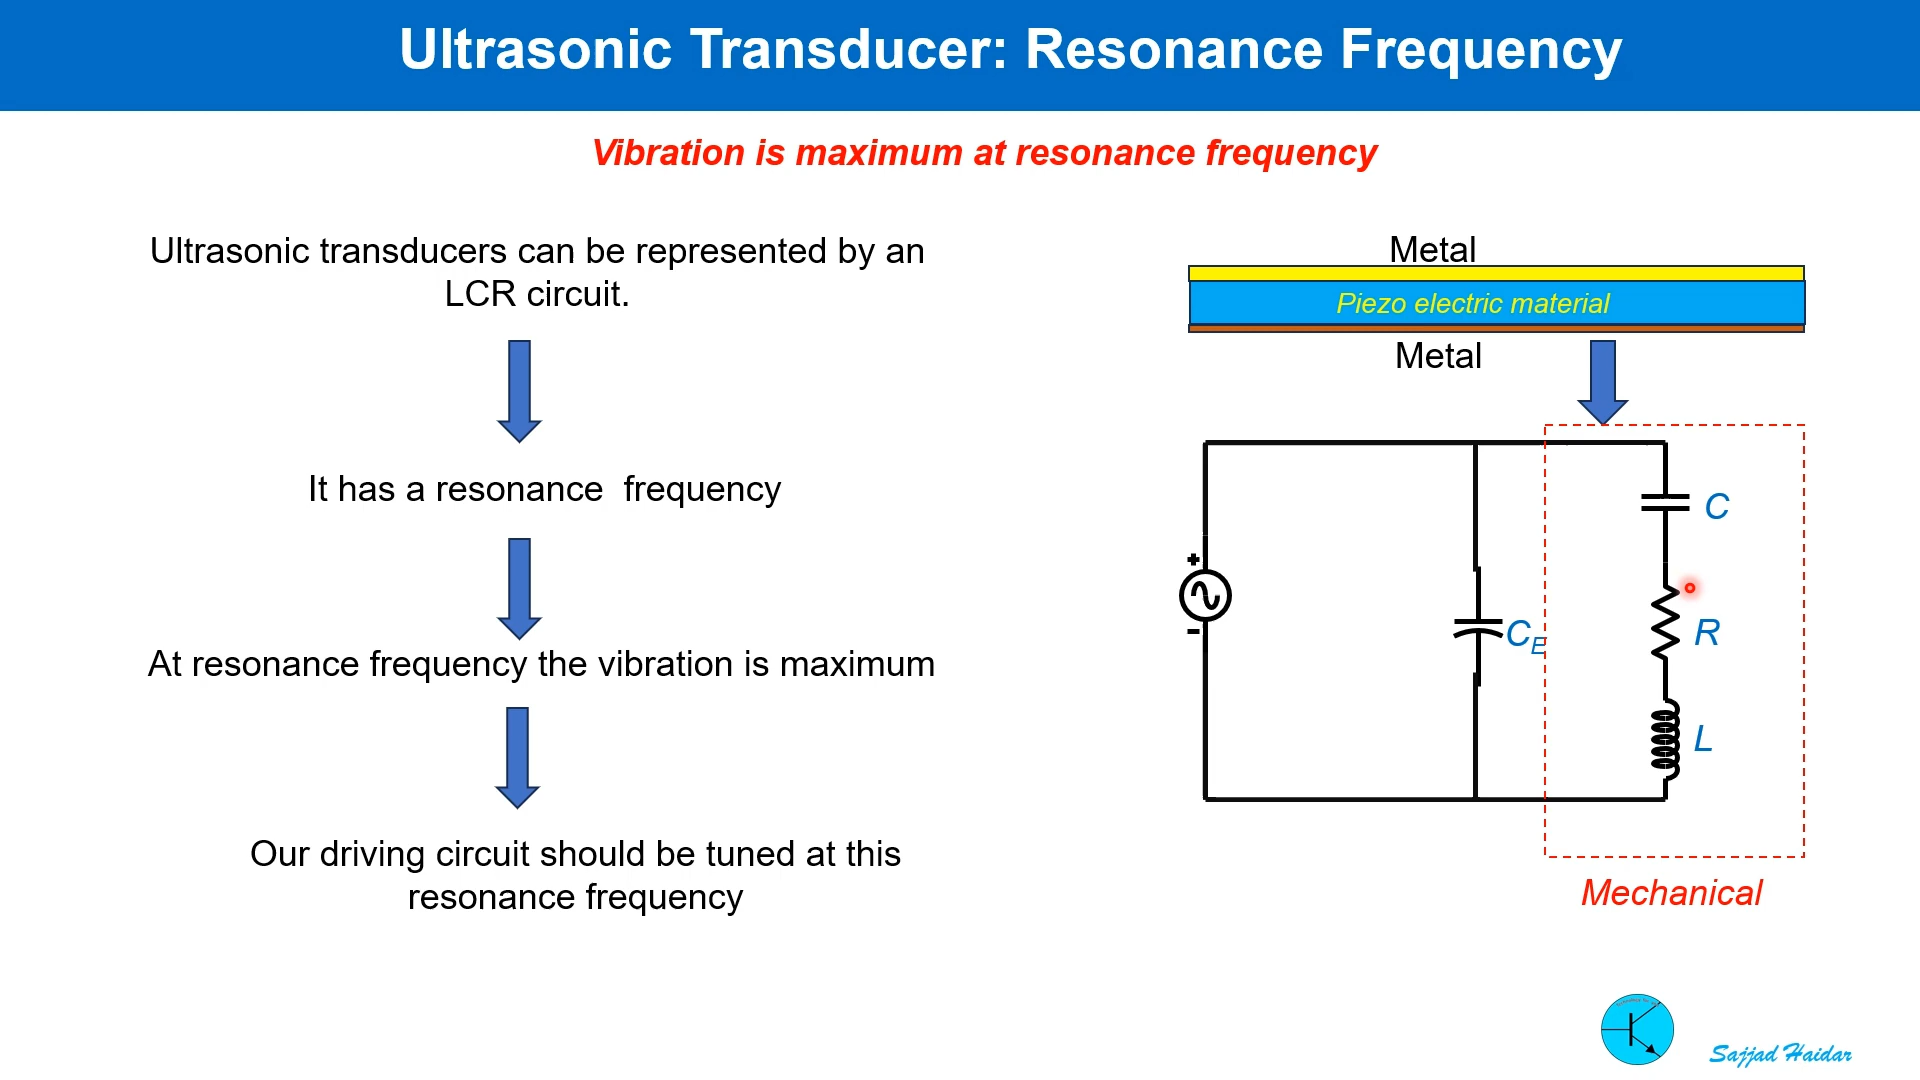 Ultrasonic Transducer: Resonance Frequency
Vibration is maximum at resonance frequency
Ultrasonic transducers can be represented by an
LCR circuit.
It has a resonance  frequency
At resonance frequency the vibration is maximum
Our driving circuit should be tuned at this
resonance frequency
Metal
Piezo electric material
Metal
C
+
R
-
CE
L
Mechanical
Sajjad Haidar